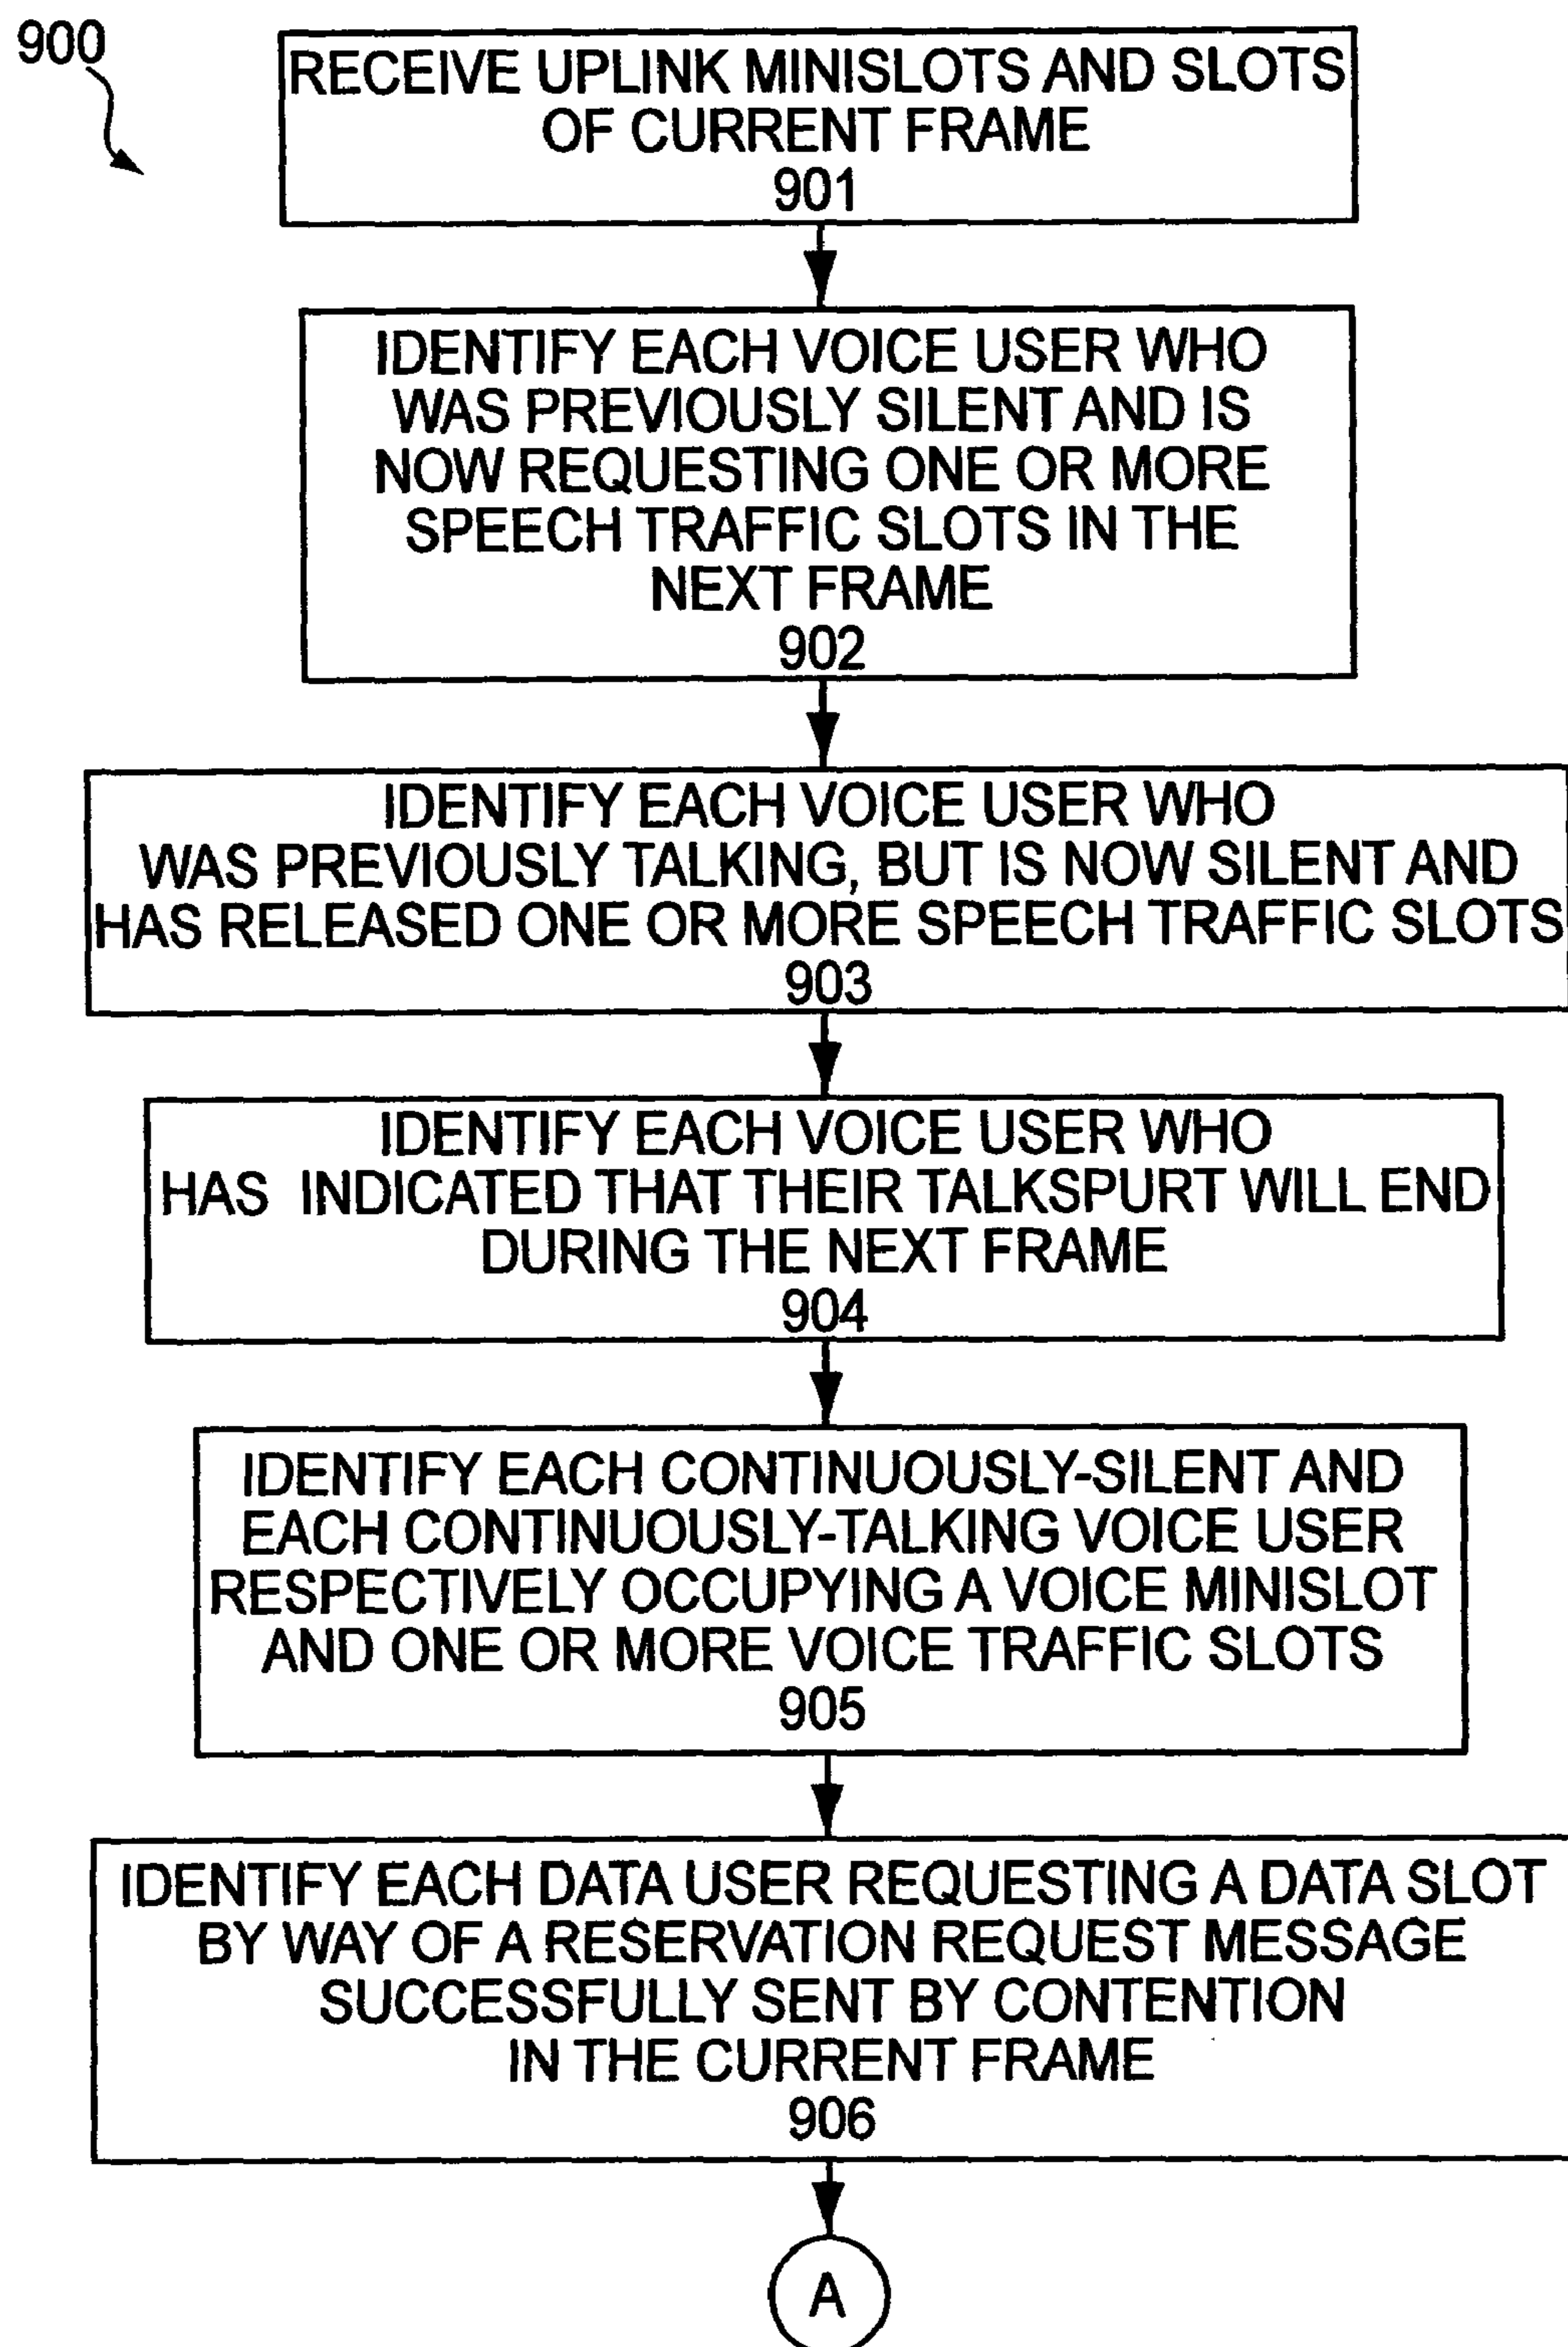 900
RECEIVE UPLINK MINISLOTS AND SLOTS
OF CURRENT FRAME
901
IDENTIFY EACH VOICE USER WHO
WAS PREVIOUSLY SILENT AND IS
NOW REQUESTING ONE OR MORE
SPEECH TRAFFIC SLOTS IN THE
NEXT FRAME
902
IDENTIFY EACH VOICE USER WHO
WAS PREVIOUSLY TALKING, BUT IS NOW SILENT AND
HAS RELEASED ONE OR MORE SPEECH TRAFFIC SLOTS
903
IDENTIFY EACH VOICE USER WHO
HAS INDICATED THAT THEIR TALKSPURT WILL END
DURING THE NEXT FRAME
904
IDENTIFY EACH CONTINUOUSLY-SILENT AND
EACH CONTINUOUSLY-TALKING VOICE USER
RESPECTIVELY OCCUPYING A VOICE MINISLOT
AND ONE OR MORE VOICE TRAFFIC SLOTS
905
IDENTIFY EACH DATA USER REQUESTING A DATA SLOT
BY WAY OF A RESERVATION REQUEST MESSAGE
SUCCESSFULLY SENT BY CONTENTION
IN THE CURRENT FRAME
906
A